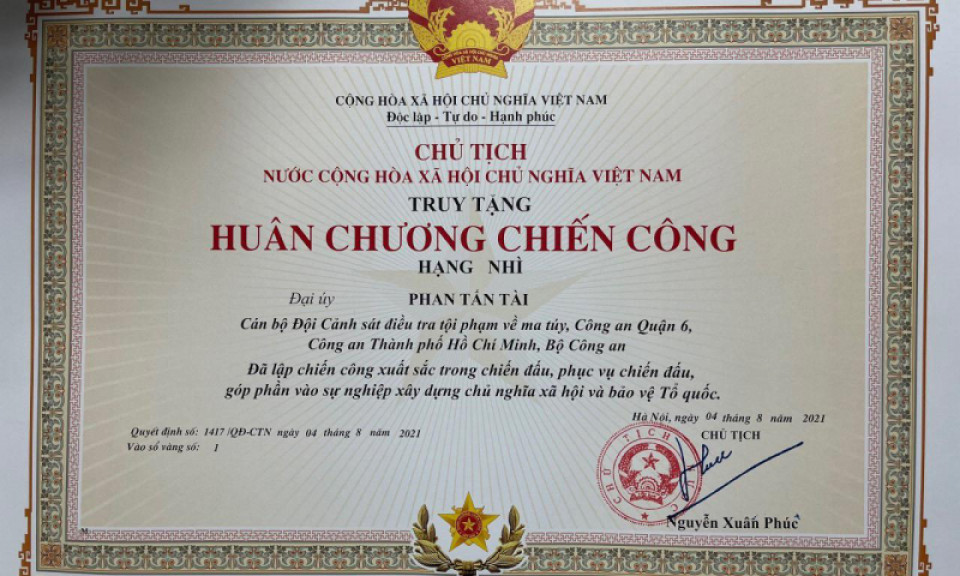 VIỆT NAM
CỘNG HÒA XÃ HỘI CHỦ NGHĨA VIỆT NAM
Độc lập - Tự do - Hạnh phúc
CHỦ TỊCH
NƯỚC CỘNG HÒA XÃ HỘI CHỦ NGHĨA VIỆT NAM
TRUY TẶNG
HUÂN CHƯƠNG CHIẾN CÔNG
HẠNG NHÌ
Đại úy PHAN TẤN TÀI
Cán bộ Đội Cảnh sát điều tra tội phạm về ma túy, Công an Quận 6,
Công an Thành phố Hồ Chí Minh, Bộ Công an
Đã lập chiến công xuất sắc trong chiến đấu, phục vụ chiến đấu,
góp phần vào sự nghiệp xây dựng chủ nghĩa xã hội và bảo vệ Tổ quốc.
Hà Nội, ngày 04 tháng 8 năm 2021
Quyết định số: 1417 /QĐ-CTN ngày 04 tháng 8 năm 2021
CHỦ TỊCH
Vào sổ vàng số: 1
CHỦ TỊCH
Nguyễn Xuân Phúc